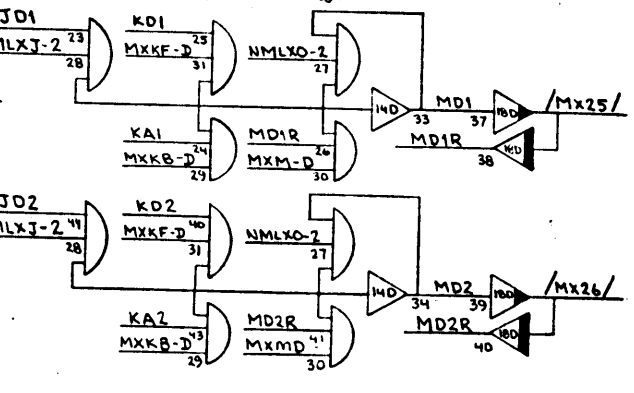 JD1 KD1
23 25
MLXJ-2 MXKF-D NMLXO-2
28 31 27
14D MD1 18D /MX25/
33 37
KA1 MD1R MD1R 18D
24 26 38
MXKB-D MXM-D
29 30
JD2 KD2
44 40
MLXJ-2 MXKF-D NMLXO-2
28 31 27
14D MD2 18D /MX26/
34 39
KA2 MD2R MD2R 18D
43 41 40
MXKB-D MXMD
29 30